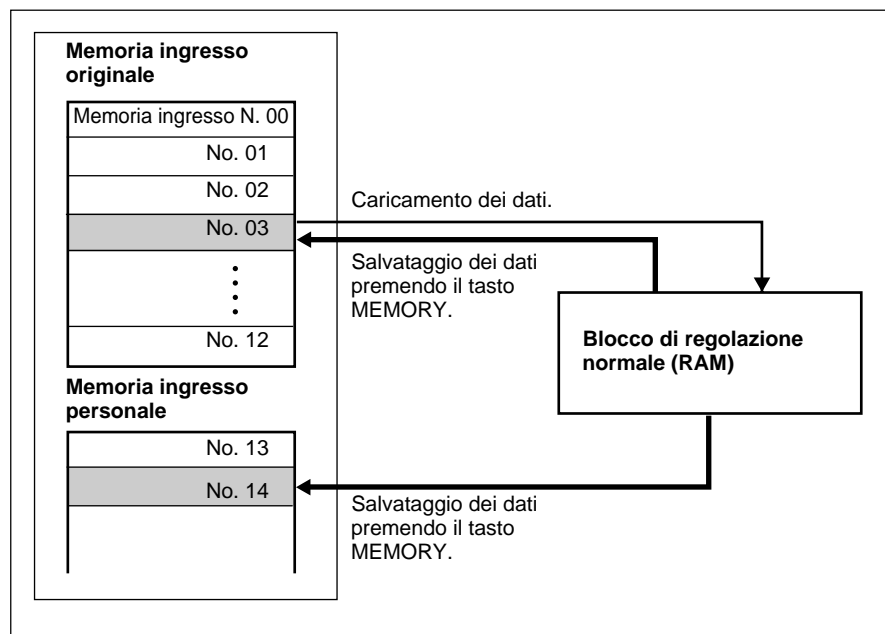 Memoria ingresso
originale
Memoria ingresso N. 00
No. 01
No. 02
No. 03
No. 12
Caricamento dei dati.
Salvataggio dei dati
premendo il tasto
MEMORY.
Blocco di regolazione
normale (RAM)
Memoria ingresso
personale
No. 13
No. 14
Salvataggio dei dati
premendo il tasto
MEMORY.